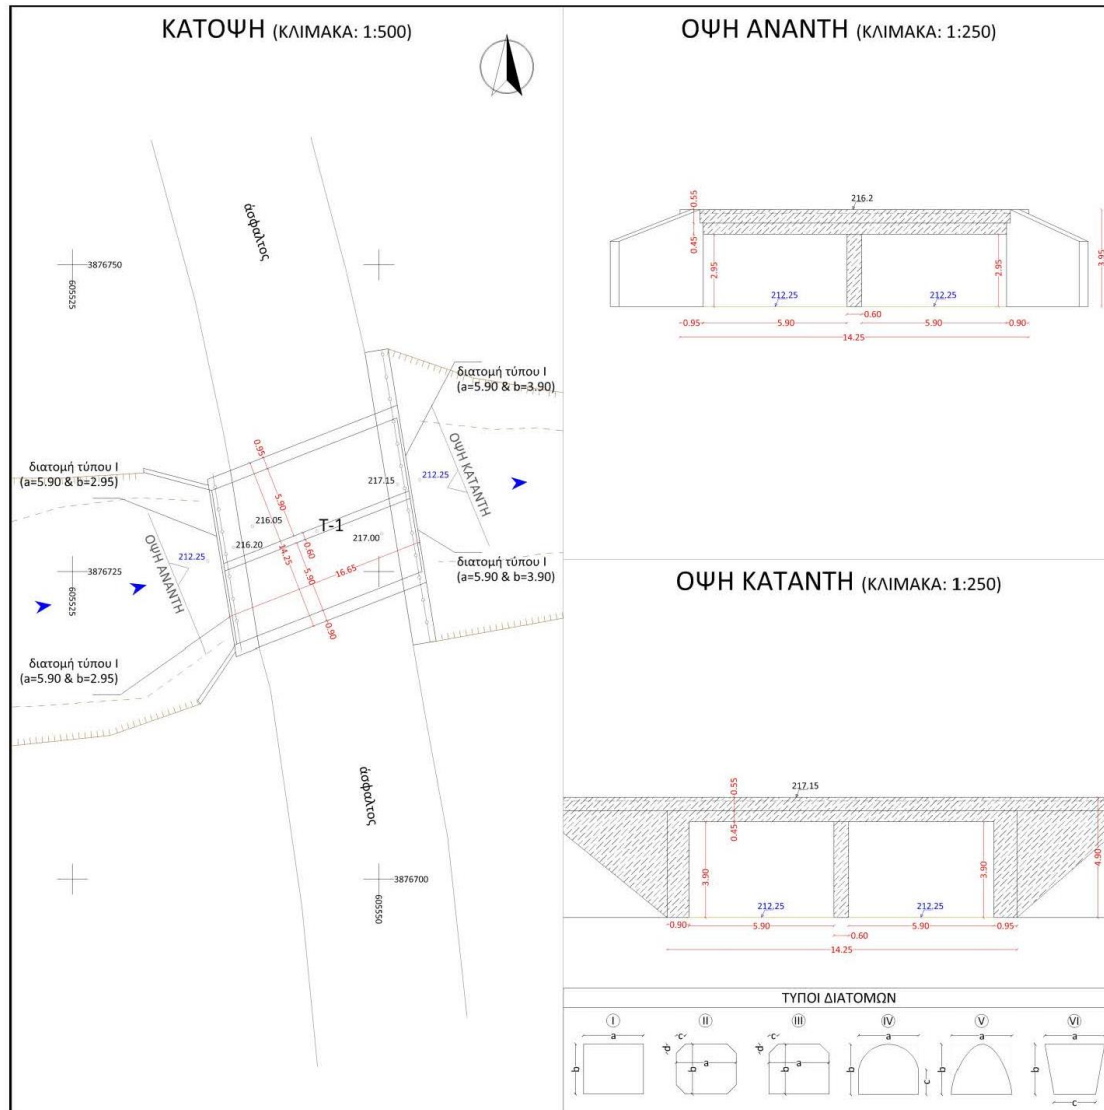 ΚΑΤΟΨΗ (ΚΛΙΜΑΚΑ: 1:500)
άσφαλτος
3876750
605525
διατομή τύπου Ι
(a=5.90 & b=3.90)
0.95
ΟΨΗ ΚΑΤΑΝΤΗ
διατομή τύπου Ι
(a=5.90 & b=2.95)
217.15
212.25
5.90
216.05
Τ-1
217.00
216.20
0.60
14.25
212.25
ΟΨΗ ΑΝΑΝΤΗ
3876725
605525
5.90
16.65
διατομή τύπου Ι
(a=5.90 & b=3.90)
0.90
διατομή τύπου Ι
(a=5.90 & b=2.95)
άσφαλτος
3876700
605550
ΟΨΗ ΑΝΑΝΤΗ (ΚΛΙΜΑΚΑ: 1:250)
0.55
216.2
0.45
2.95
2.95
3.95
212.25
212.25
0.60
0.95
5.90
5.90
0.90
14.25
ΟΨΗ ΚΑΤΑΝΤΗ (ΚΛΙΜΑΚΑ: 1:250)
0.55
217.15
0.45
3.90
3.90
4.90
212.25
212.25
0.90
5.90
5.90
0.95
0.60
14.25
ΤΥΠΟΙ ΔΙΑΤΟΜΩΝ
I
II
III
IV
V
VI
a
b
c
d
b
a
c
d
b
a
a
b
c
a
b
a
b
c